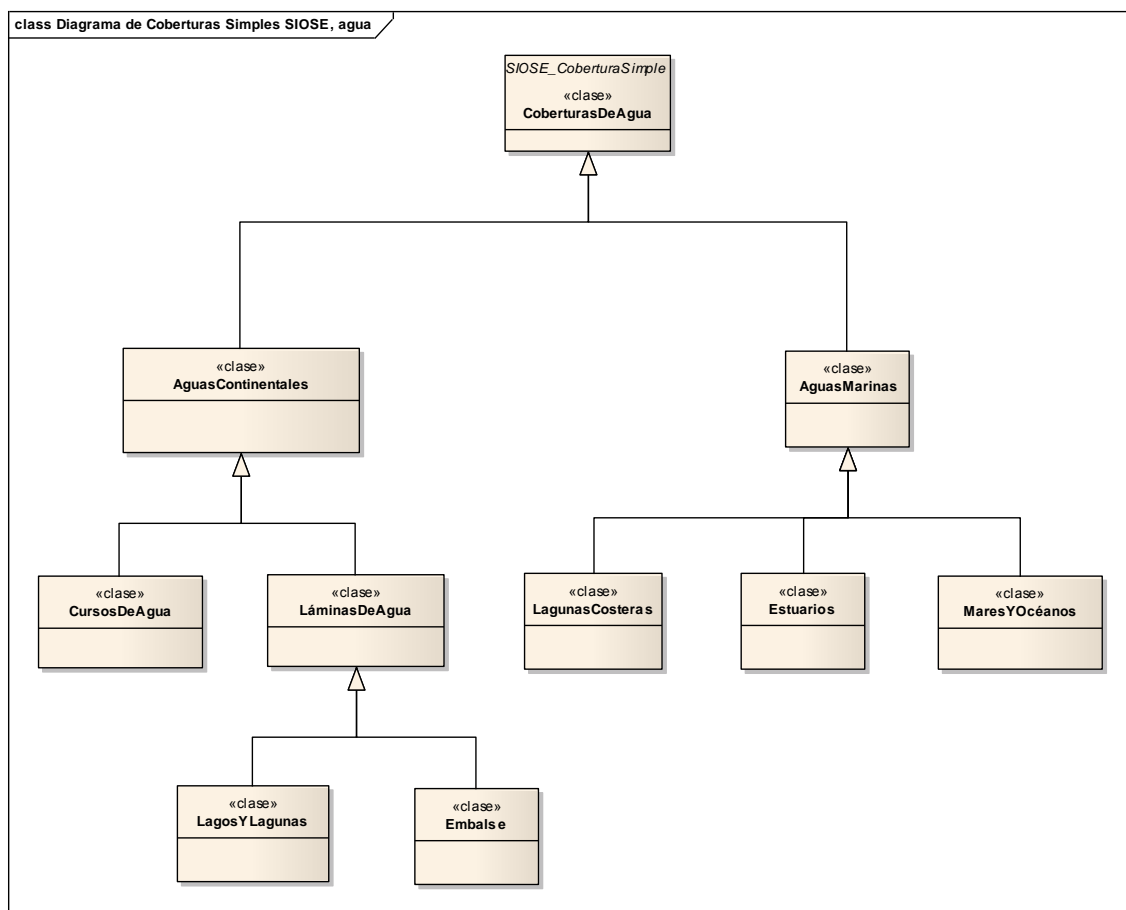 class Diagrama de Coberturas Simples SIOSE, agua
SIOSE_CoberturaSimple
«clase»
CoberturasDeAgua
«clase»
AguasContinentales
«clase»
AguasMarinas
«clase»
CursosDeAgua
«clase»
LáminasDeAgua
«clase»
LagunasCosteras
«clase»
Estuarios
«clase»
MaresYOcéanos
«clase»
LagosYLagunas
«clase»
Embalse